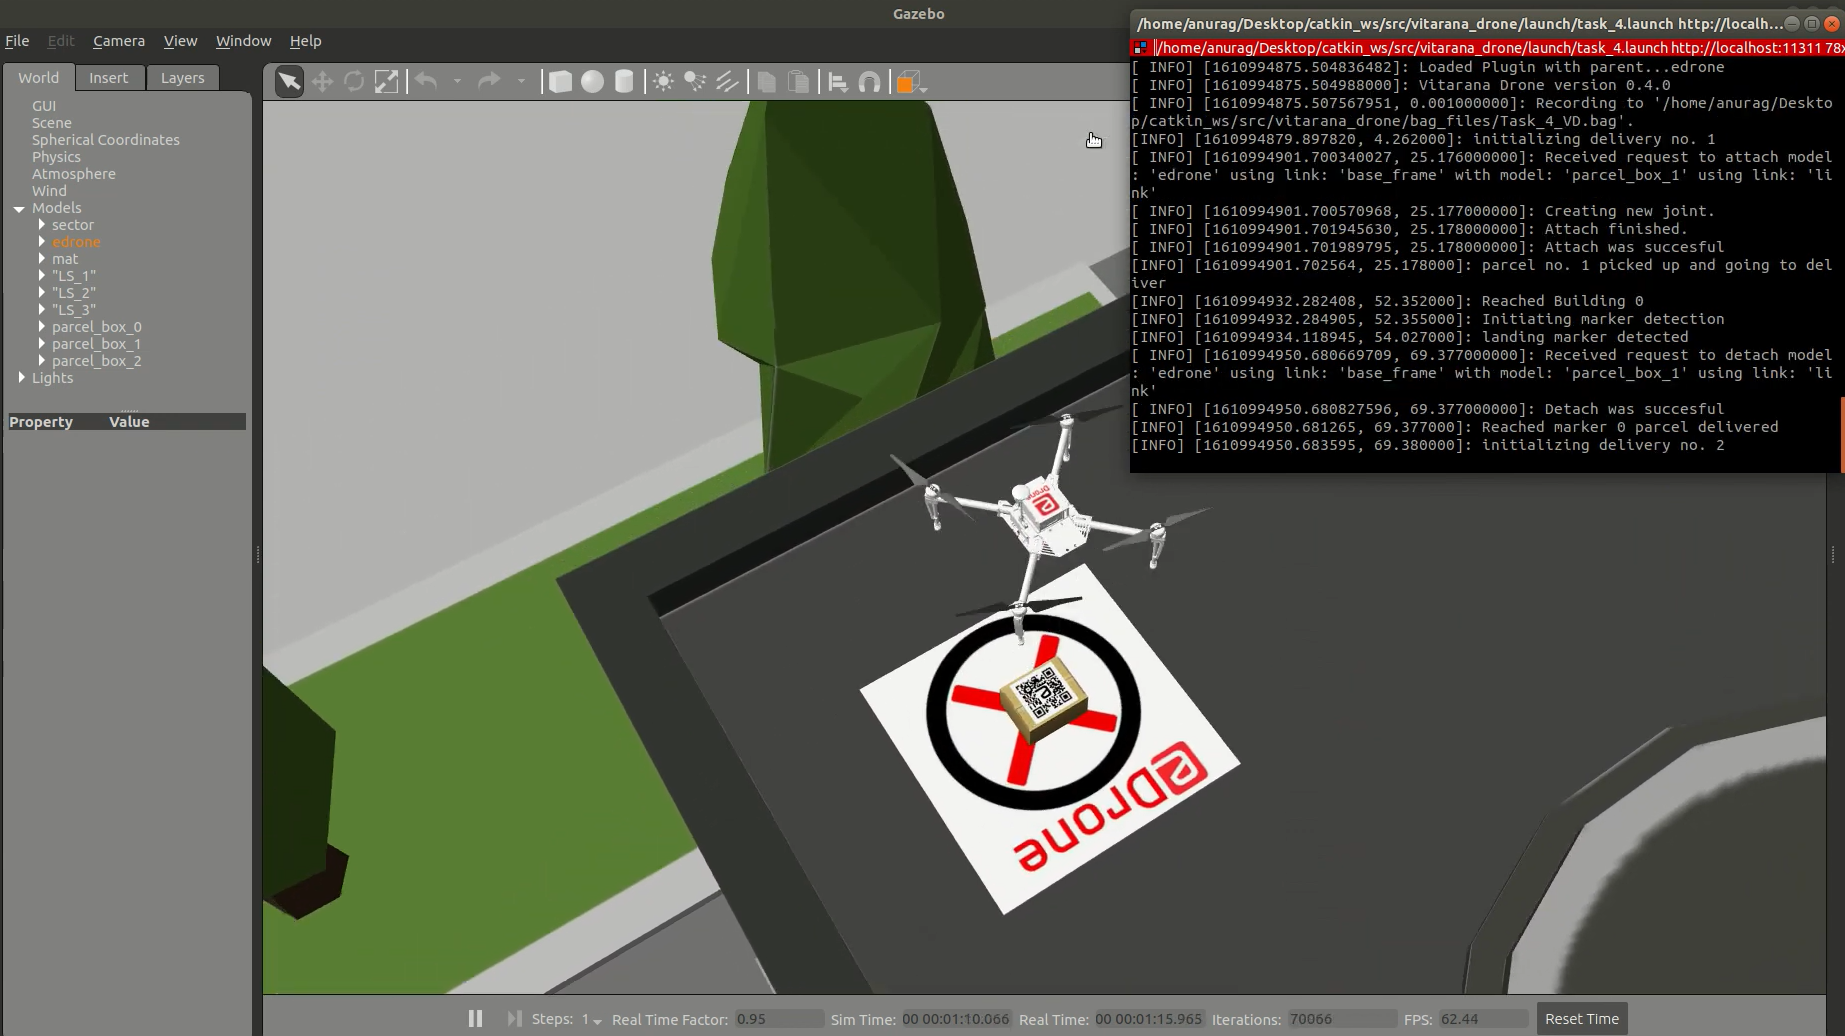 Gazebo
File Edit Camera View Window Help
World Insert Layers
GUI
Scene
Spherical Coordinates
Physics
Atmosphere
Wind
Models
sector
edrone
mat
"LS_1"
"LS_2"
"LS_3"
parcel_box_0
parcel_box_1
parcel_box_2
Lights
Property Value
/home/anurag/Desktop/catkin_ws/src/vitarana_drone/launch/task_4.launch http://localh...
/home/anurag/Desktop/catkin_ws/src/vitarana_drone/launch/task_4.launch http://localhost:11311 78x
[ INFO] [1610994875.504836482]: Loaded Plugin with parent...edrone
[ INFO] [1610994875.504988000]: Vitarana Drone version 0.4.0
[ INFO] [1610994875.507567951, 0.001000000]: Recording to '/home/anurag/Deskto
p/catkin_ws/src/vitarana_drone/bag_files/Task_4_VD.bag'.
[INFO] [1610994879.897820, 4.262000]: initializing delivery no. 1
[ INFO] [1610994901.700340027, 25.176000000]: Received request to attach model
: 'edrone' using link: 'base_frame' with model: 'parcel_box_1' using link: 'li
nk'
[ INFO] [1610994901.700570968, 25.177000000]: Creating new joint.
[ INFO] [1610994901.701945630, 25.178000000]: Attach finished.
[ INFO] [1610994901.701989795, 25.178000000]: Attach was succesful
[INFO] [1610994901.702564, 25.178000]: parcel no. 1 picked up and going to del
iver
[INFO] [1610994932.282408, 52.352000]: Reached Building 0
[INFO] [1610994932.284905, 52.355000]: Initiating marker detection
[INFO] [1610994934.118945, 54.027000]: landing marker detected
[ INFO] [1610994950.680669709, 69.377000000]: Received request to detach model
: 'edrone' using link: 'base_frame' with model: 'parcel_box_1' using link: 'li
nk'
[ INFO] [1610994950.680827596, 69.377000000]: Detach was succesful
[INFO] [1610994950.681265, 69.377000]: Reached marker 0 parcel delivered
[INFO] [1610994950.683595, 69.380000]: initializing delivery no. 2
eDrone
eDrone
Steps: 1 Real Time Factor: 0.95 Sim Time: 00 00:01:10.066 Real Time: 00 00:01:15.965 Iterations: 70066 FPS: 62.44 Reset Time